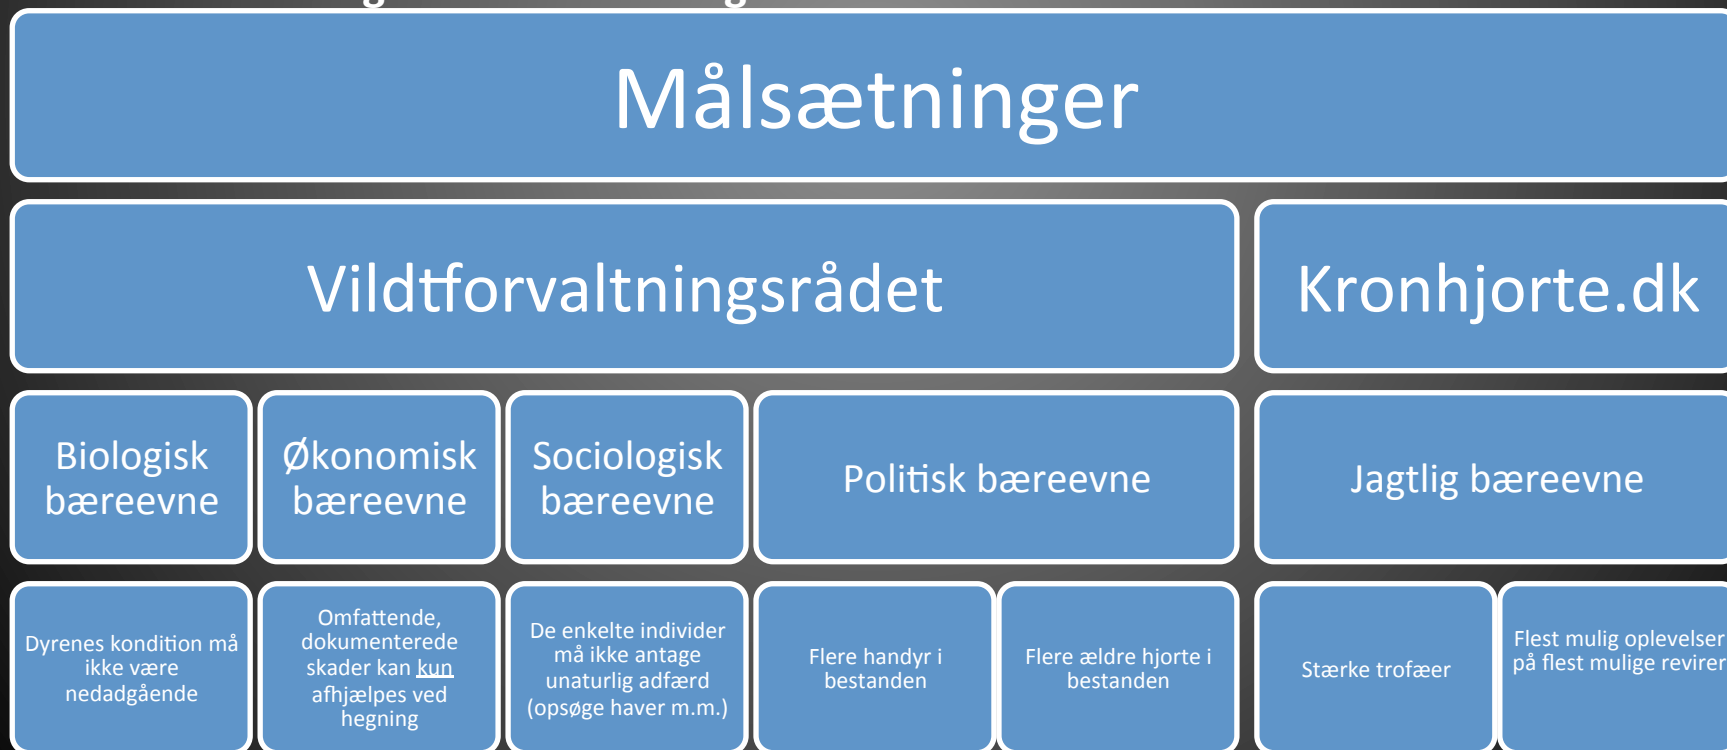 Målsætninger
Vildtforvaltningsrådet
Kronhjorte.dk
Biologisk
bæreevne
Økonomisk
bæreevne
Sociologisk
bæreevne
Politisk bæreevne
Jagtlig bæreevne
Dyrenes kondition må
ikke være
nedadgående
Omfattende,
dokumenterede
skader kan kun
afhjælpes ved
hegning
De enkelte individer
må ikke antage
unaturlig adfærd
(opsøge haver m.m.)
Flere handyr i
bestanden
Flere ældre hjorte i
bestanden
Stærke trofæer
Flest mulig oplevelser
på flest mulige revirer